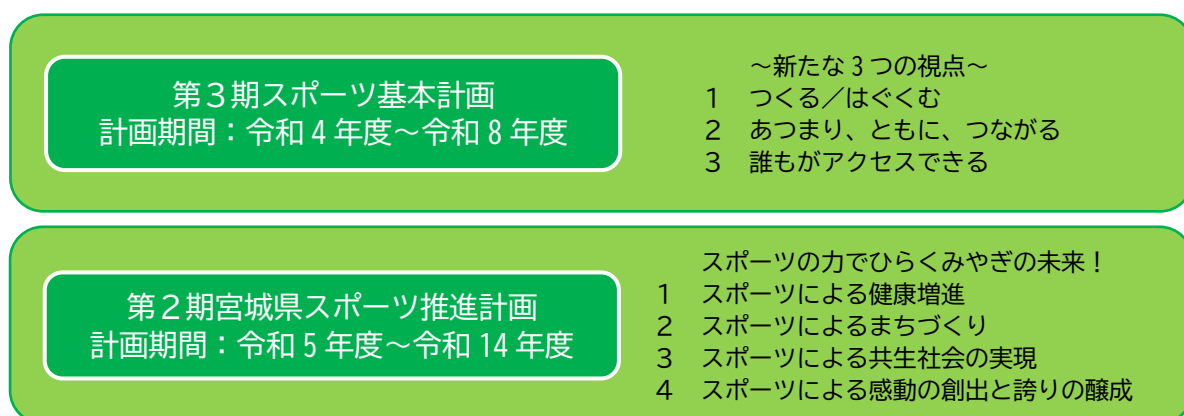 第３期スポーツ基本計画
計画期間：令和４年度～令和８年度
～新たな３つの視点～
１　つくる／はぐくむ
２　あつまり、ともに、つながる
３　誰もがアクセスできる
第２期宮城県スポーツ推進計画
計画期間：令和５年度～令和14年度
スポーツの力でひらくみやぎの未来！
１　スポーツによる健康増進
２　スポーツによるまちづくり
３　スポーツによる共生社会の実現
４　スポーツによる感動の創出と誇りの醸成